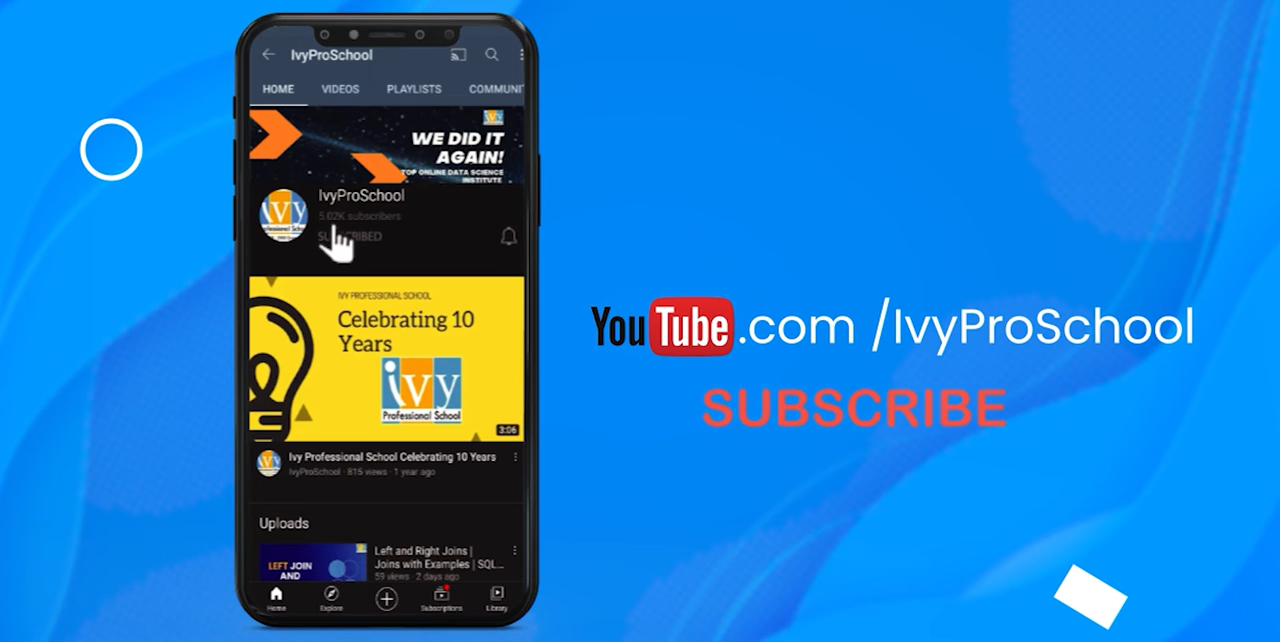 IvyProSchool
HOME VIDEOS PLAYLISTS COMMUNIT
ivy
WE DID IT
AGAIN!
TOP ONLINE DATA SCIENCE
INSTITUTE
IvyProSchool
5.02K subscribers
ivy
IVY PROFESSIONAL SCHOOL
Celebrating 10
Years
ivy
Professional School
3:06
Ivy Professional School Celebrating 10 Years
IvyProSchool · 815 views · 1 year ago
Uploads
LEFT JOIN
AND
Left and Right Joins |
Joins with Examples | SQL...
59 views · 2 days ago
Home Explore Subscriptions Library
YouTube.com /IvyProSchool
SUBSCRIBE